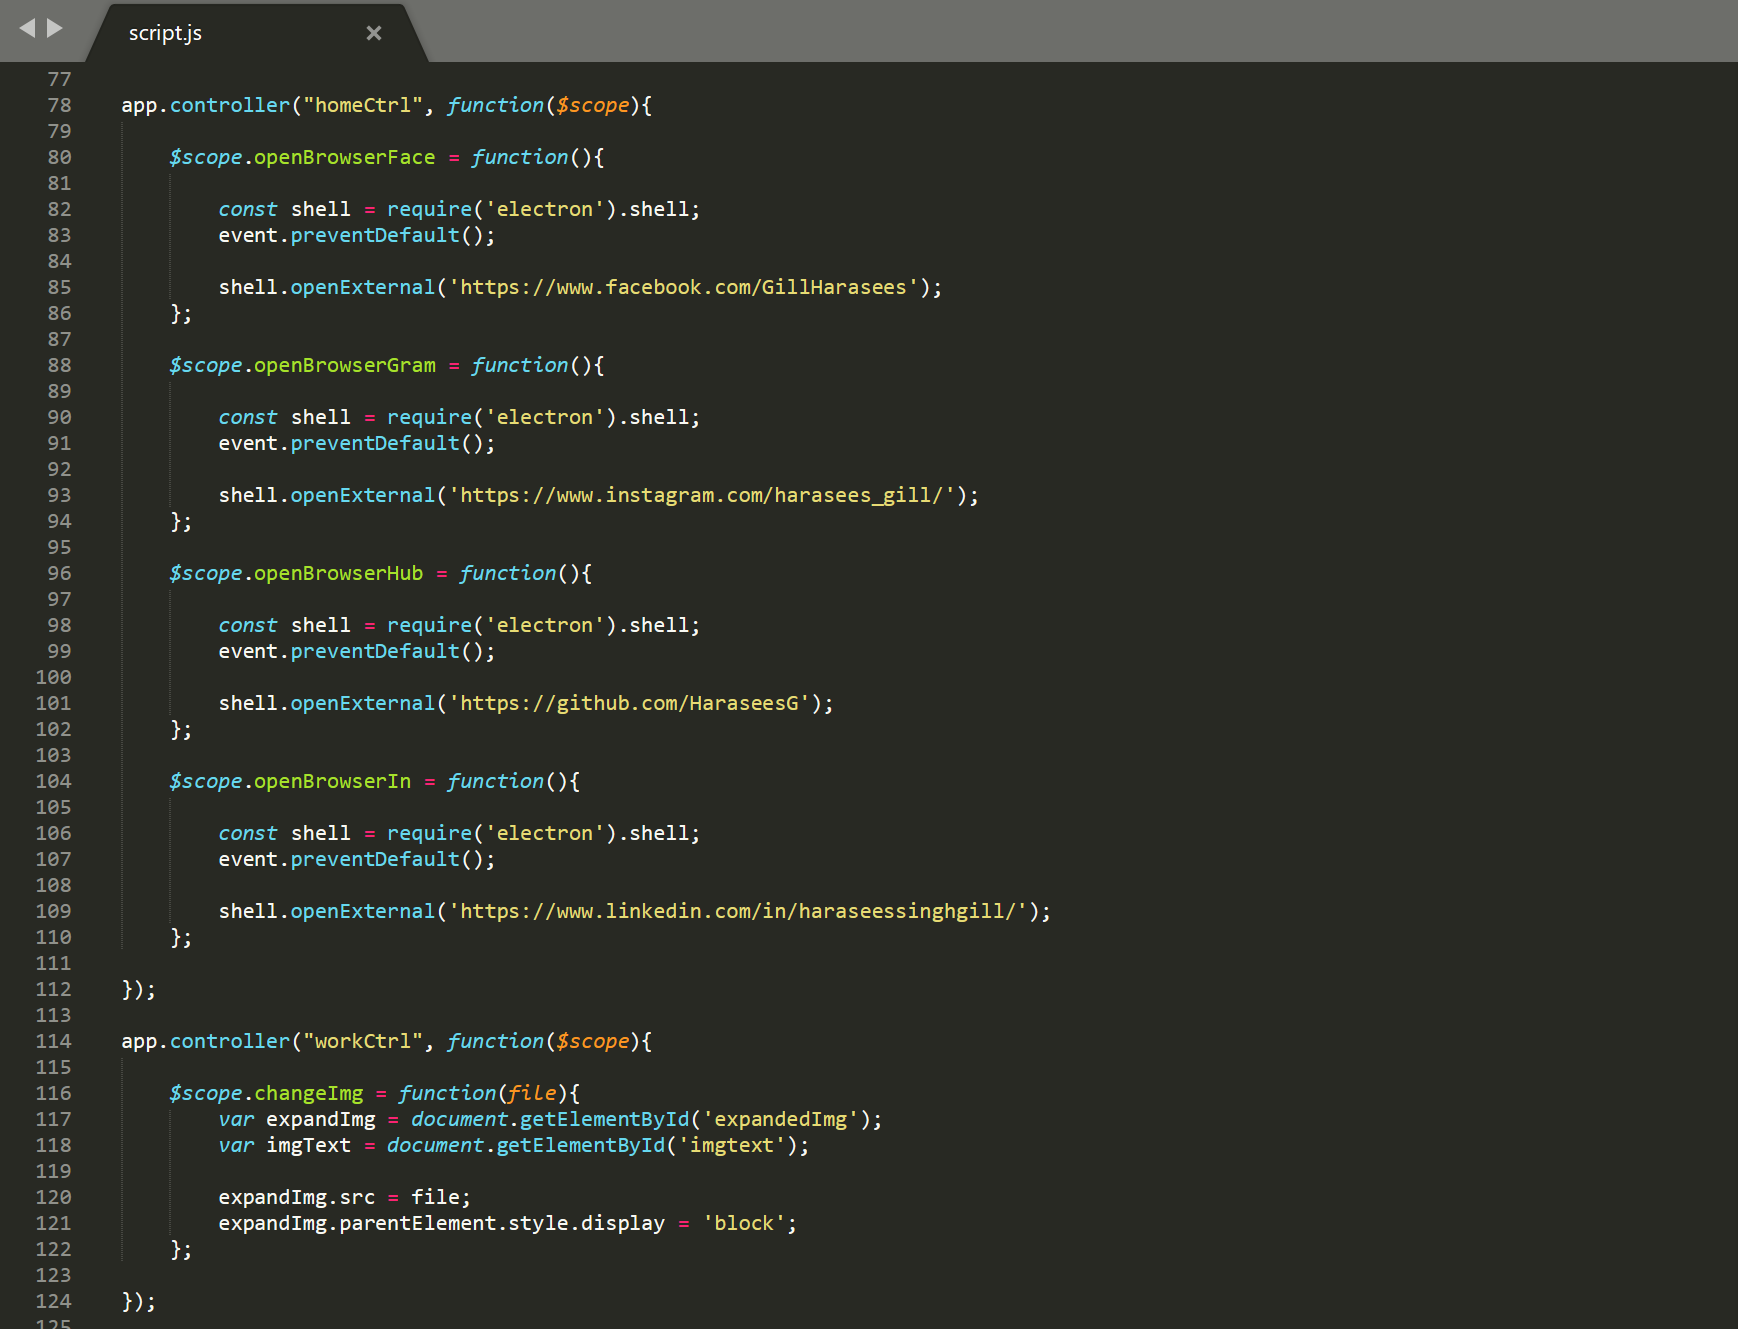 script.js
77
78 app.controller("homeCtrl", function($scope){
79
80     $scope.openBrowserFace = function(){
81
82         const shell = require('electron').shell;
83         event.preventDefault();
84
85         shell.openExternal('https://www.facebook.com/GillHarasees');
86     };
87
88     $scope.openBrowserGram = function(){
89
90         const shell = require('electron').shell;
91         event.preventDefault();
92
93         shell.openExternal('https://www.instagram.com/harasees_gill/');
94     };
95
96     $scope.openBrowserHub = function(){
97
98         const shell = require('electron').shell;
99         event.preventDefault();
100
101         shell.openExternal('https://github.com/HaraseesG');
102     };
103
104     $scope.openBrowserIn = function(){
105
106         const shell = require('electron').shell;
107         event.preventDefault();
108
109         shell.openExternal('https://www.linkedin.com/in/haraseessinghgill/');
110     };
111
112 });
113
114 app.controller("workCtrl", function($scope){
115
116     $scope.changeImg = function(file){
117         var expandImg = document.getElementById('expandedImg');
118         var imgText = document.getElementById('imgtext');
119
120         expandImg.src = file;
121         expandImg.parentElement.style.display = 'block';
122     };
123
124 });
125